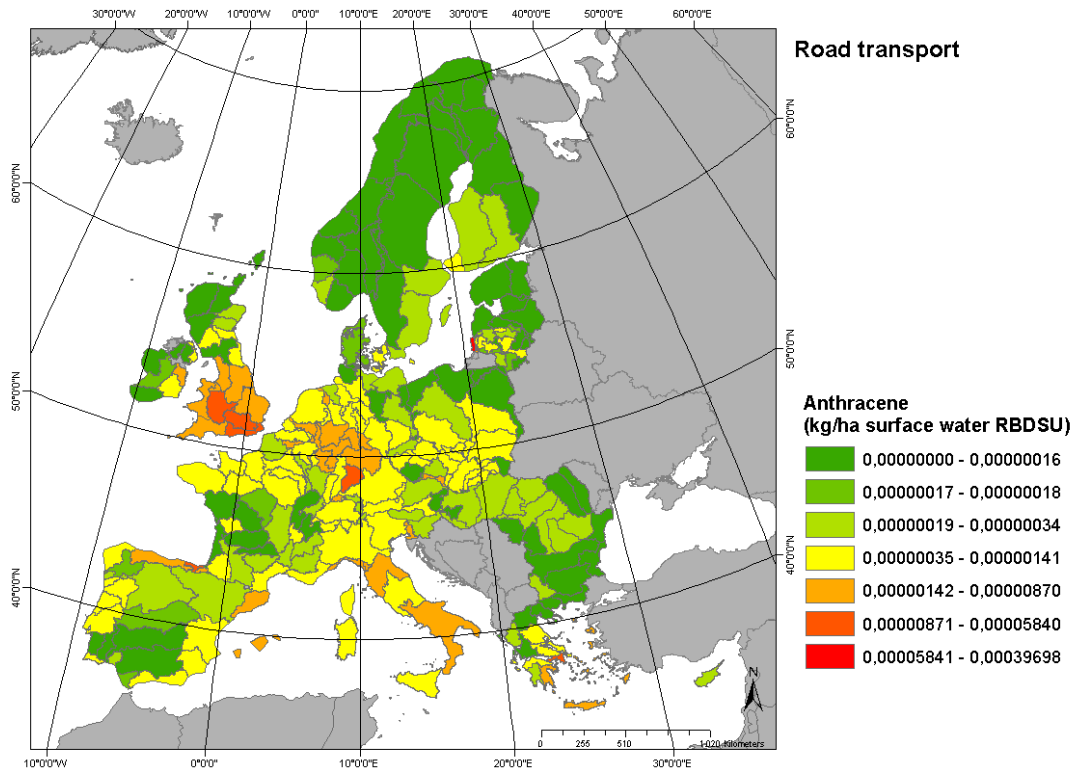 30°0'0"W 20°0'0"W 10°0'0"W 0°0'0" 10°0'0"E 20°0'0"E 30°0'0"E 40°0'0"E 60°0'0"E
Road transport
60°0'0"N
60°0'0"N
50°0'0"N
50°0'0"N
40°0'0"N
40°0'0"N
Anthracene
(kg/ha surface water RBDSU)
0,00000000 - 0,00000016
0,00000017 - 0,00000018
0,00000019 - 0,00000034
0,00000035 - 0,00000141
0,00000142 - 0,00000870
0,00000871 - 0,00005840
0,00005841 - 0,00039698
N
0 255 510 1 020 Kilometers
10°0'0"W 0°0'0" 10°0'0"E 20°0'0"E 30°0'0"E